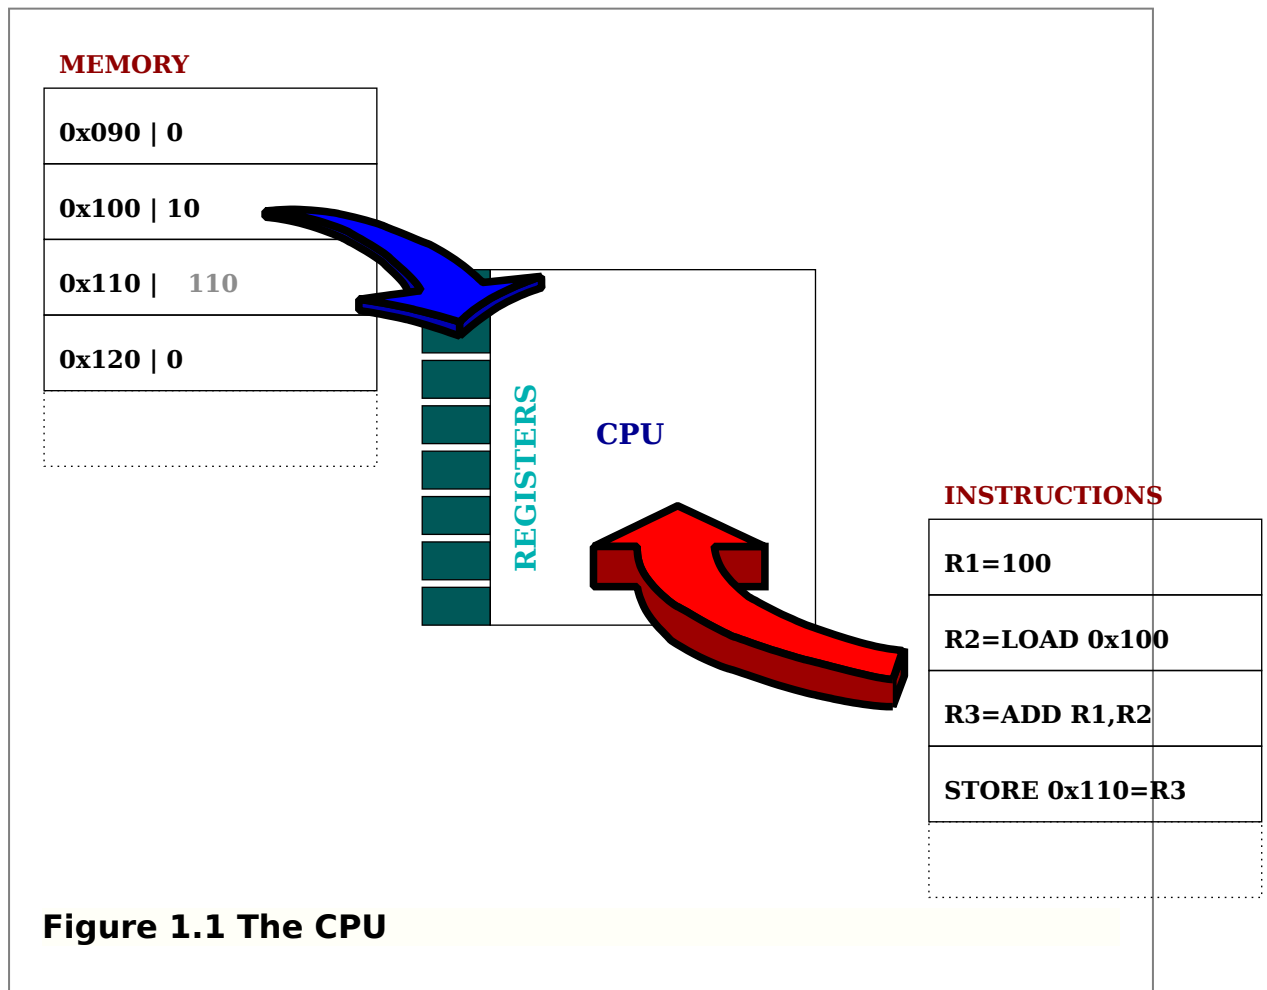 MEMORY
0x090 | 0
0x100 | 10
0x110 | 110
0x120 | 0
REGISTERS
CPU
INSTRUCTIONS
R1=100
R2=LOAD 0x100
R3=ADD R1,R2
STORE 0x110=R3
Figure 1.1 The CPU